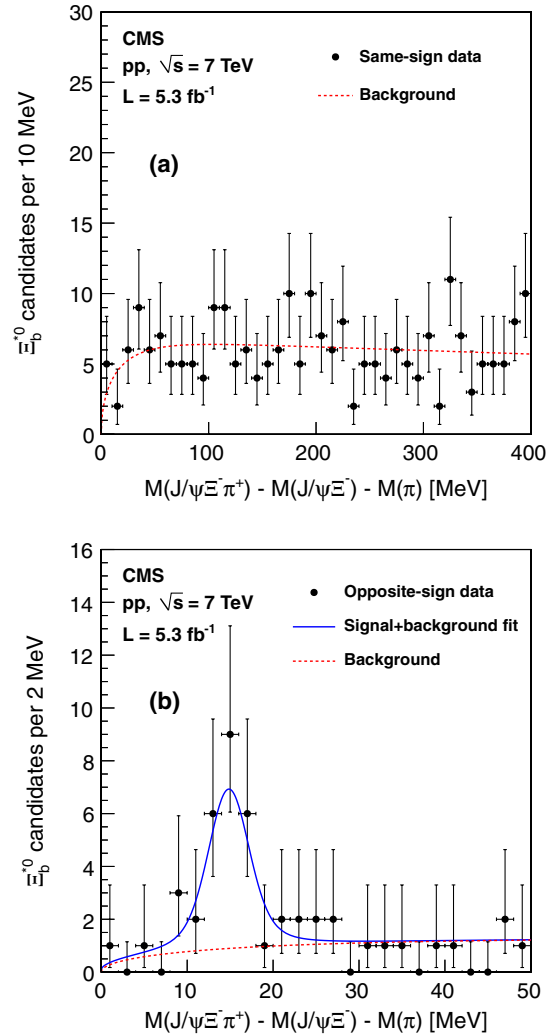 30
25
20
15
10
5
0
Ξ_b^{*0} candidates per 10 MeV
CMS
pp, √s = 7 TeV
L = 5.3 fb⁻¹
Same-sign data
Background
(a)
0 100 200 300 400
M(J/ψΞ⁻π⁺) - M(J/ψΞ⁻) - M(π) [MeV]
16
14
12
10
8
6
4
2
0
Ξ_b^{*0} candidates per 2 MeV
CMS
pp, √s = 7 TeV
L = 5.3 fb⁻¹
Opposite-sign data
Signal+background fit
Background
(b)
0 10 20 30 40 50
M(J/ψΞ⁻π⁺) - M(J/ψΞ⁻) - M(π) [MeV]